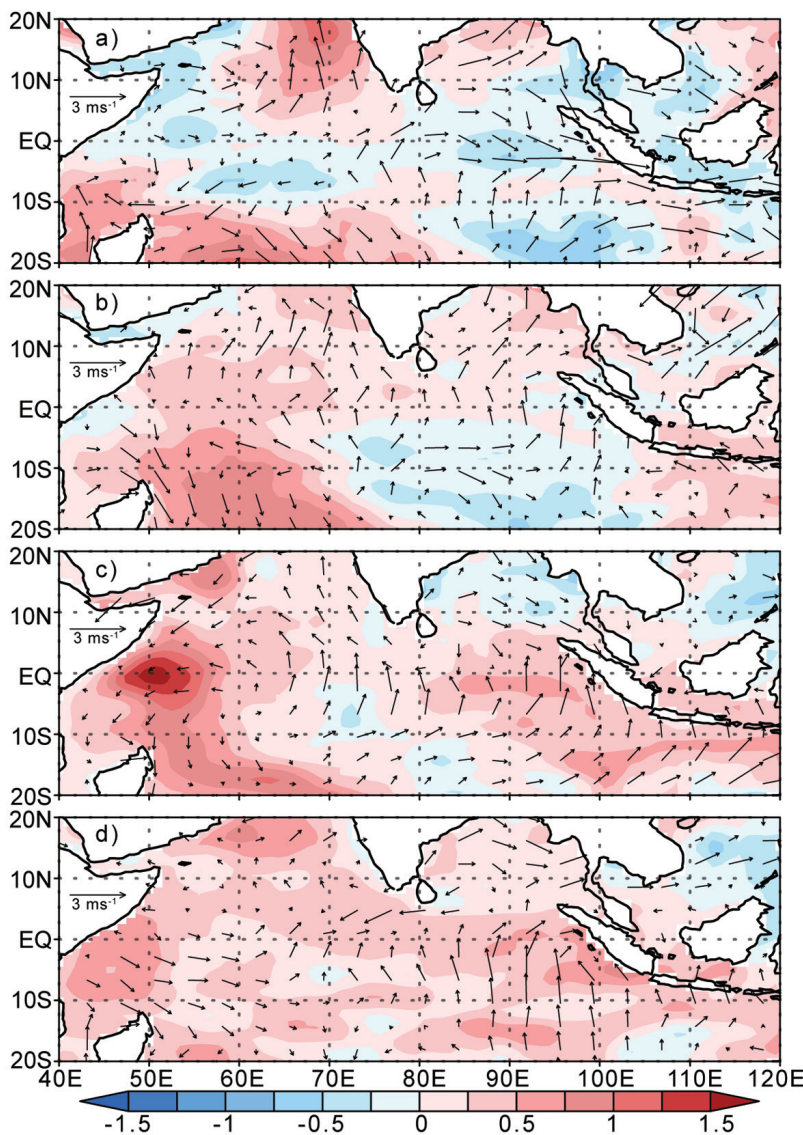 20N
a)
10N
3 ms⁻¹
EQ
10S
20S
20N
b)
10N
3 ms⁻¹
EQ
10S
20S
20N
c)
10N
3 ms⁻¹
EQ
10S
20S
20N
d)
10N
3 ms⁻¹
EQ
10S
20S
40E 50E 60E 70E 80E 90E 100E 110E 120E
-1.5 -1 -0.5 0 0.5 1 1.5